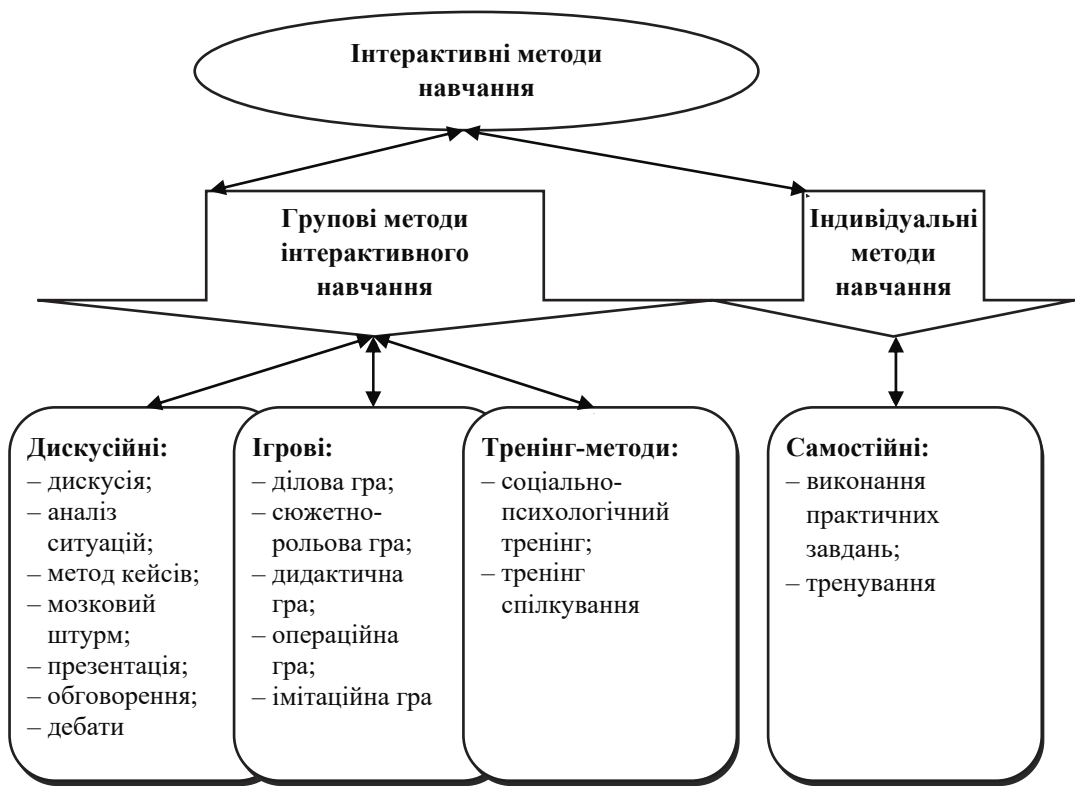 Інтерактивні методи
навчання
Групові методи
інтерактивного
навчання
Індивідуальні
методи
навчання
Дискусійні:
– дискусія;
– аналіз
ситуацій;
– метод кейсів;
– мозковий
штурм;
– презентація;
– обговорення;
– дебати
Ігрові:
– ділова гра;
– сюжетно-
рольова гра;
– дидактична
гра;
– операційна
гра;
– імітаційна гра
Тренінг-методи:
– соціально-
психологічний
тренінг;
– тренінг
спілкування
Самостійні:
– виконання
практичних
завдань;
– тренування